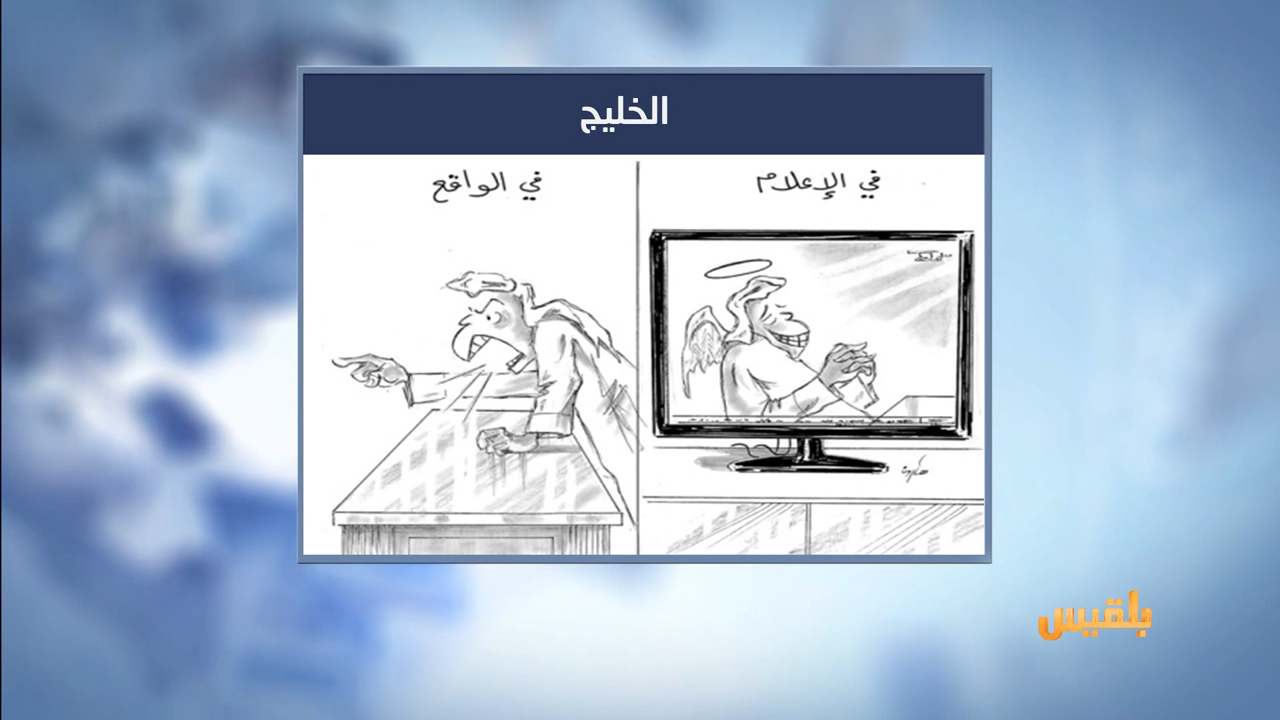 الخليج
في الإعلام
في الواقع
بلقيس